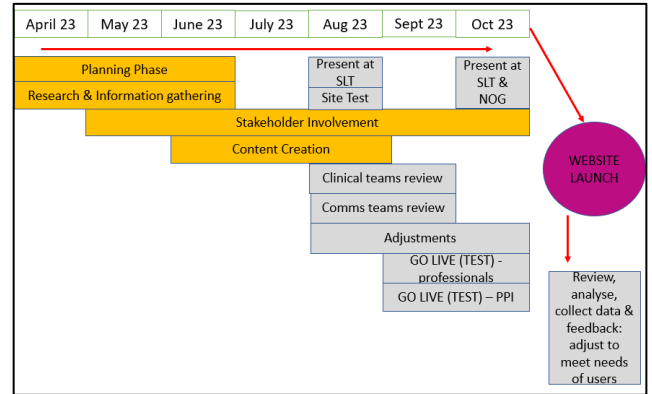 April 23 May 23 June 23 July 23 Aug 23 Sept 23 Oct 23
Planning Phase
Research & Information gathering
Present at
SLT
Site Test
Present at
SLT &
NOG
Stakeholder Involvement
Content Creation
Clinical teams review
Comms teams review
Adjustments
GO LIVE (TEST) -
professionals
GO LIVE (TEST) – PPI
WEBSITE
LAUNCH
Review,
analyse,
collect data &
feedback:
adjust to
meet needs
of users